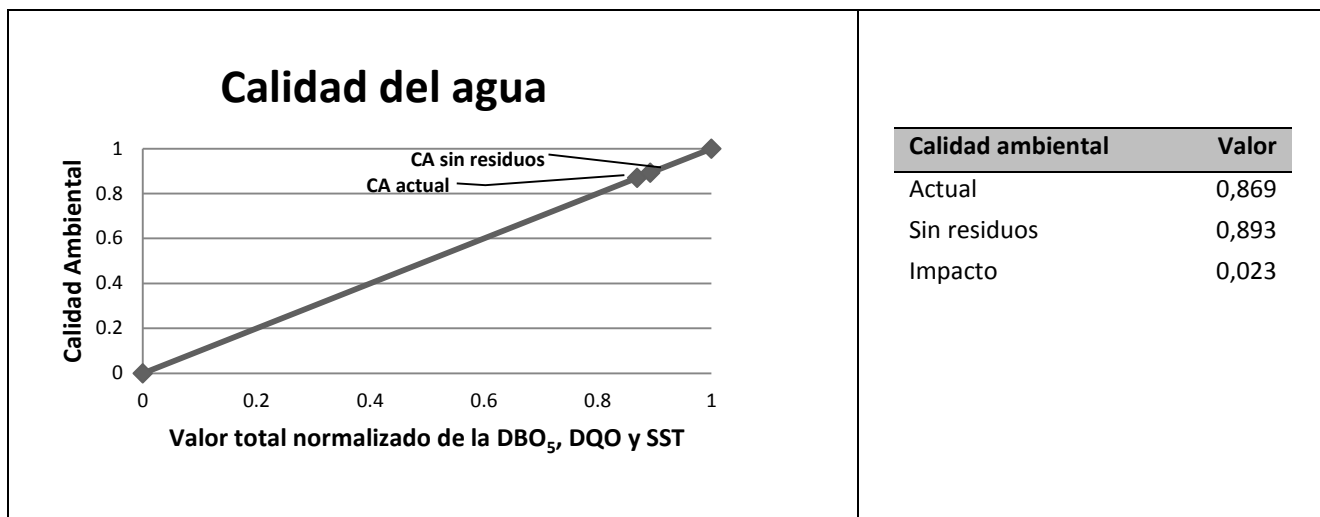 Calidad del agua
Calidad Ambiental
1
0.8
0.6
0.4
0.2
0
CA sin residuos
CA actual
0 0.2 0.4 0.6 0.8 1
Valor total normalizado de la DBO₅, DQO y SST
Calidad ambiental Valor
Actual 0,869
Sin residuos 0,893
Impacto 0,023